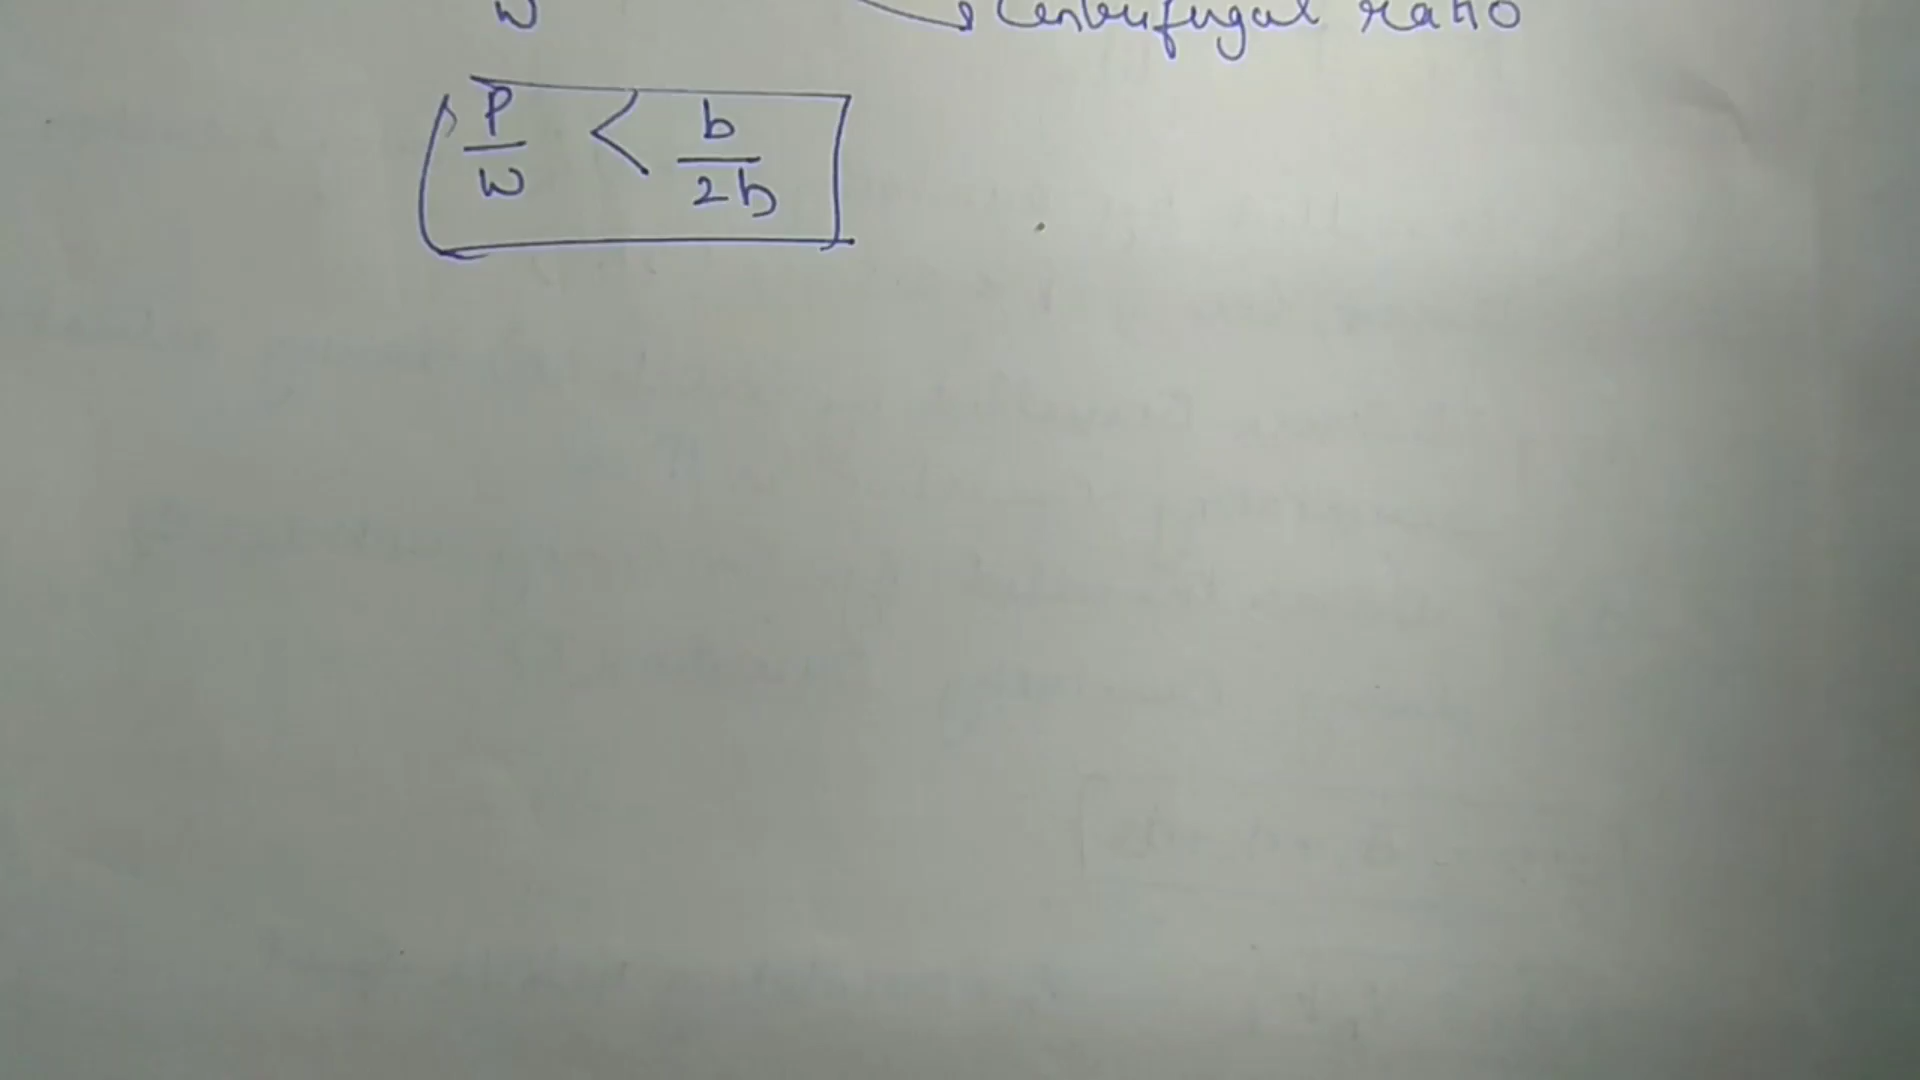 w → Centrifugal ratio
P/w < b/2h